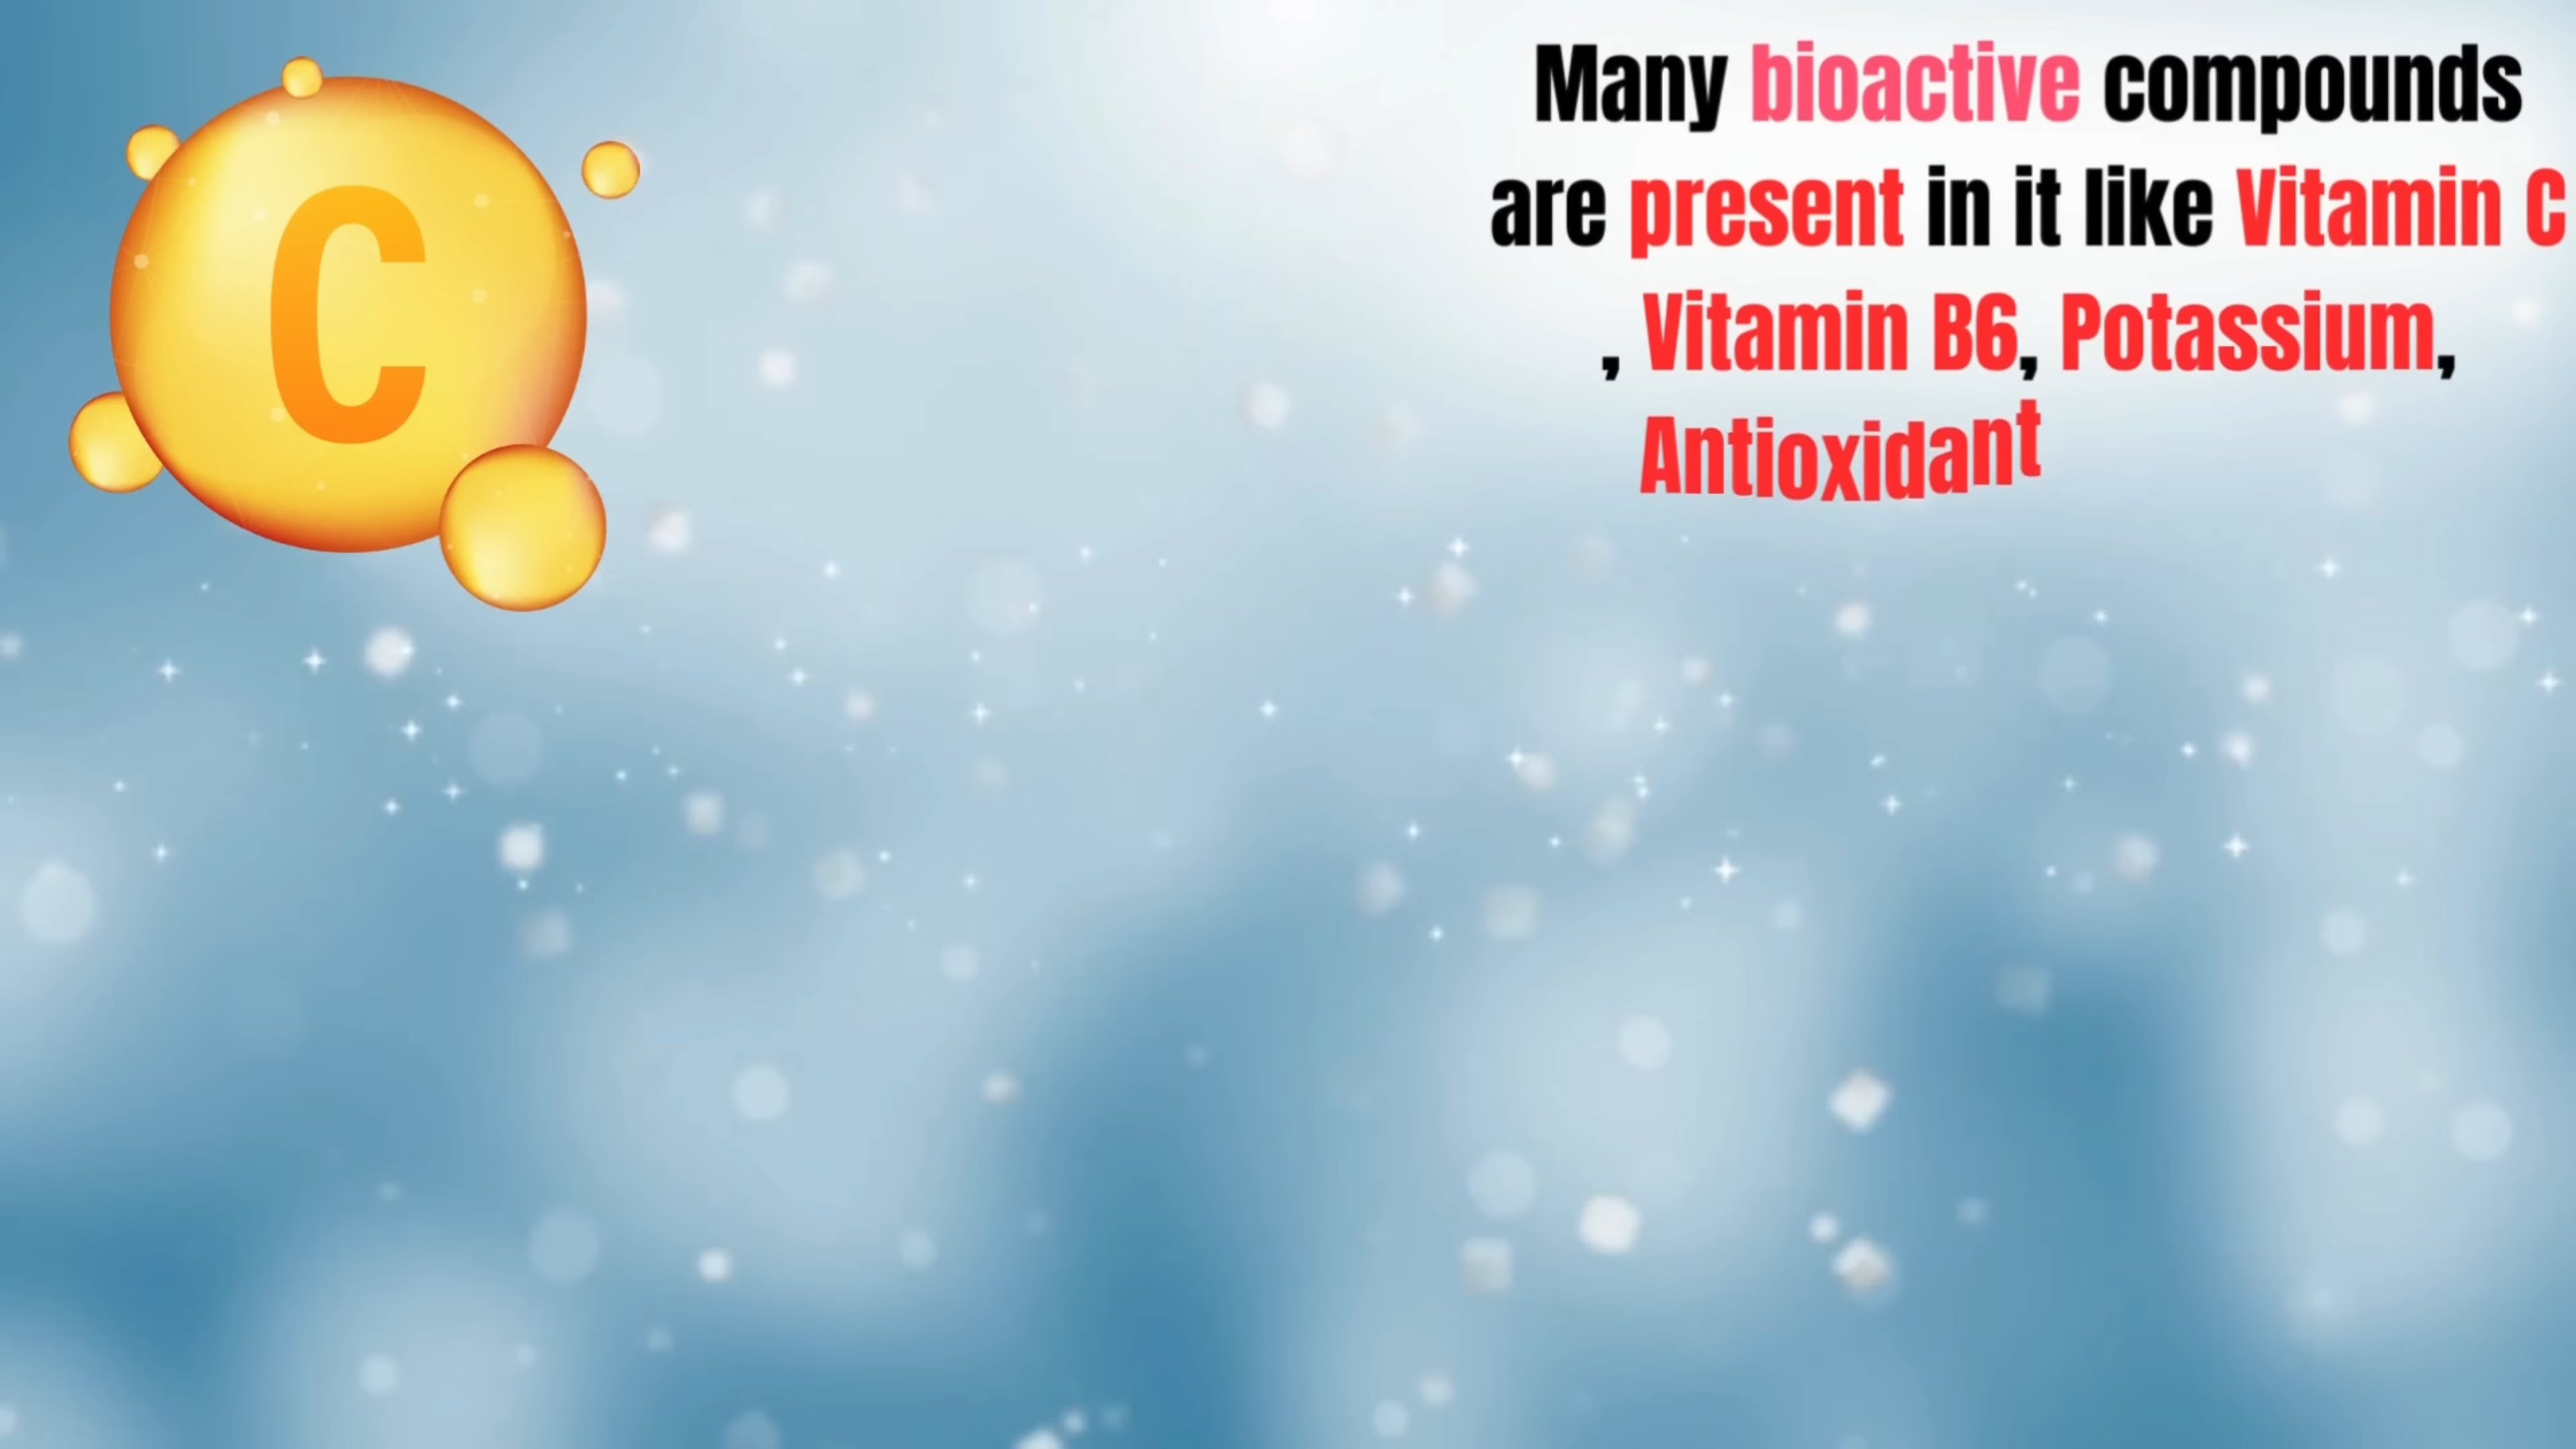 C
Many bioactive compounds
are present in it like Vitamin C
, Vitamin B6, Potassium,
Antioxidant